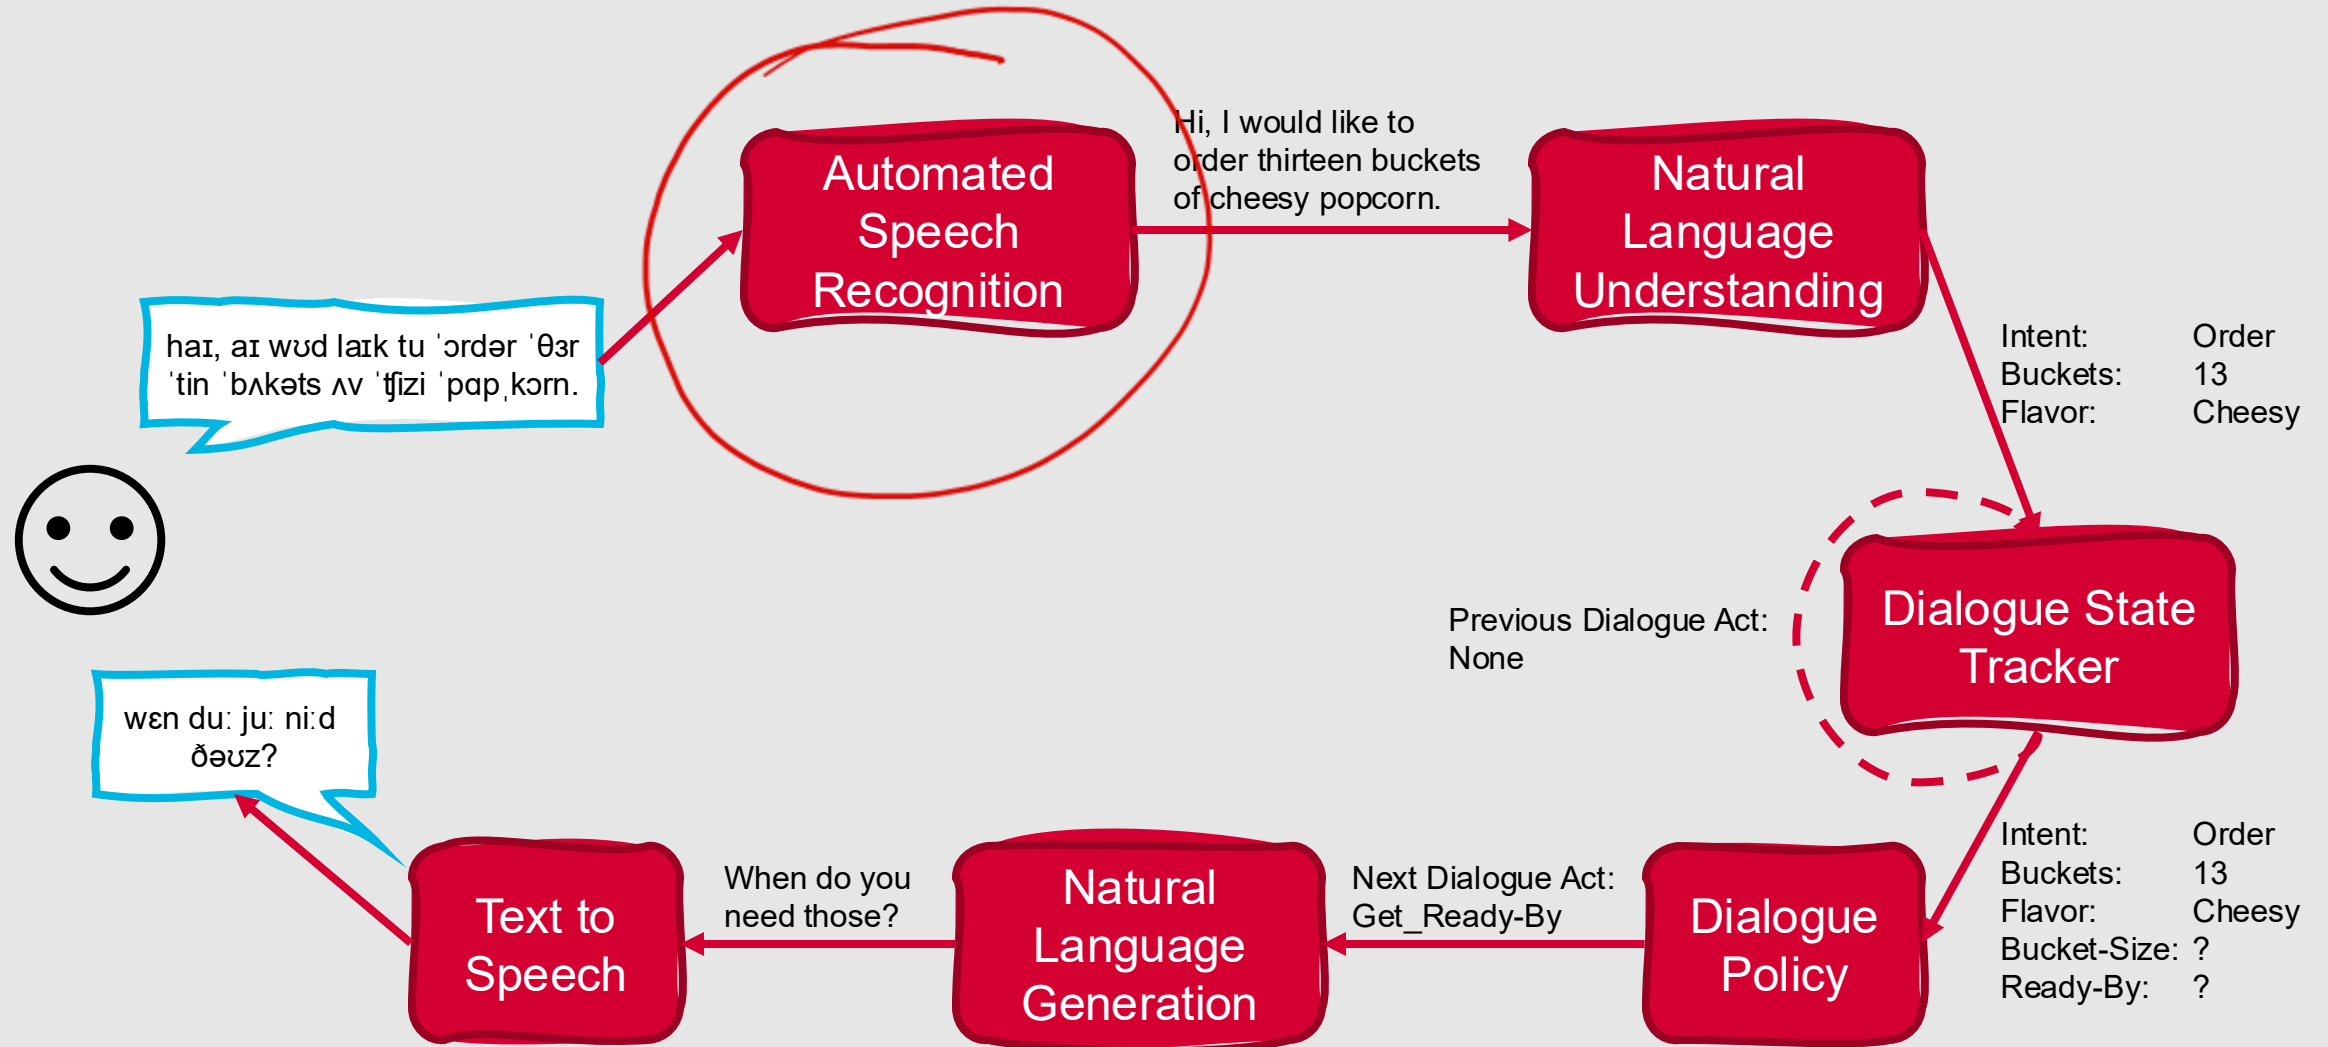 haɪ, aɪ wʊd laɪk tu ˈɔrdər ˈθɜr
ˈtin ˈbʌkəts ʌv ˈʧizi ˈpɑpˌkɔrn.
Automated
Speech
Recognition
Hi, I would like to
order thirteen buckets
of cheesy popcorn.
Natural
Language
Understanding
Intent: Order
Buckets: 13
Flavor: Cheesy
Previous Dialogue Act:
None
Dialogue State
Tracker
Intent: Order
Buckets: 13
Flavor: Cheesy
Bucket-Size: ?
Ready-By: ?
Dialogue
Policy
Next Dialogue Act:
Get_Ready-By
Natural
Language
Generation
When do you
need those?
Text to
Speech
wɛn duː juː niːd
ðəʊz?